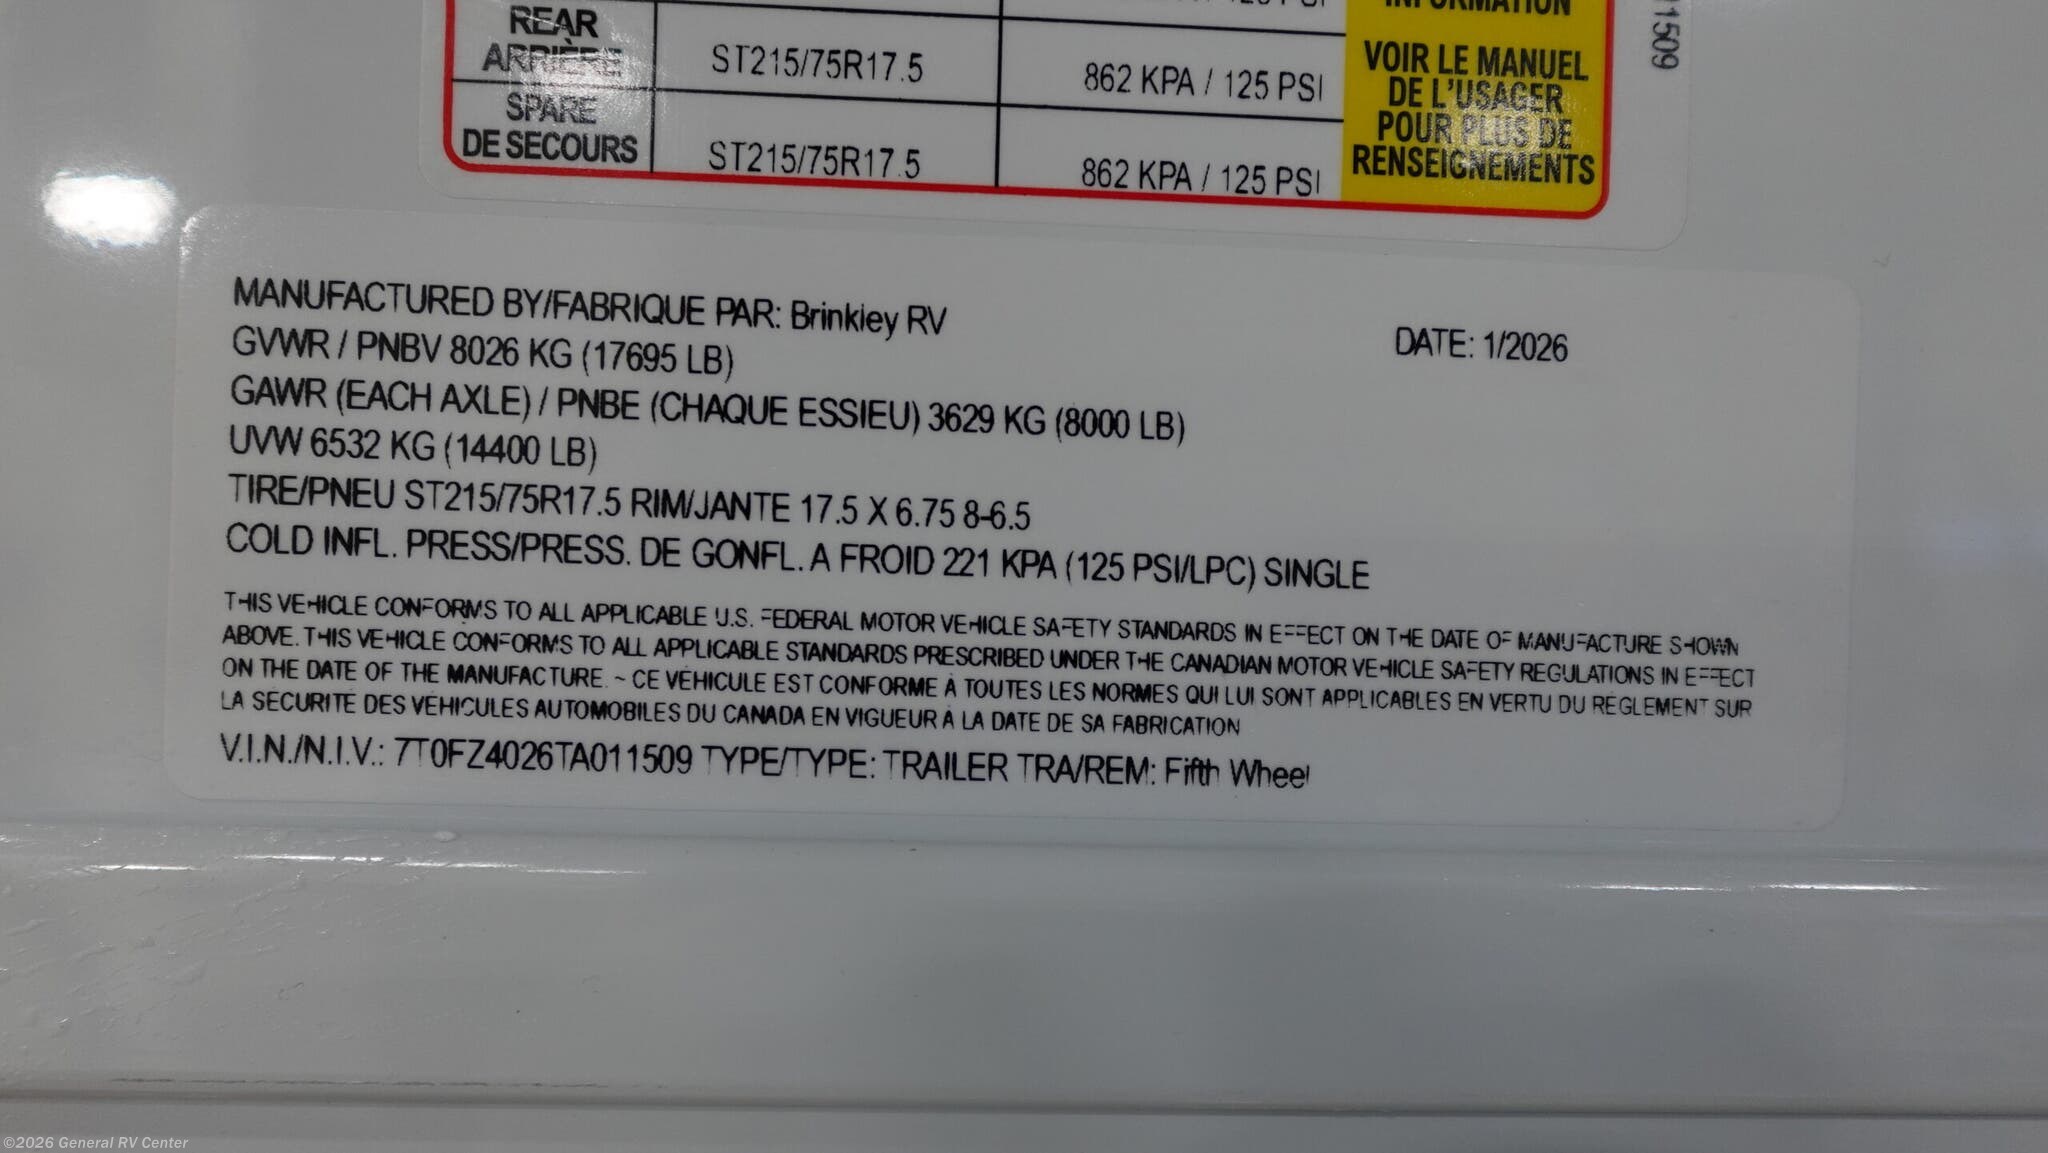 INFORMATION
REAR
ARRIÈRE
ST215/75R17.5
862 KPA / 125 PSI
VOIR LE MANUEL
DE L'USAGER
POUR PLUS DE
RENSEIGNEMENTS
SPARE
DE SECOURS
ST215/75R17.5
862 KPA / 125 PSI
11509
MANUFACTURED BY/FABRIQUE PAR: Brinkley RV
DATE: 1/2026
GVWR / PNBV 8026 KG (17695 LB)
GAWR (EACH AXLE) / PNBE (CHAQUE ESSIEU) 3629 KG (8000 LB)
UVW 6532 KG (14400 LB)
TIRE/PNEU ST215/75R17.5 RIM/JANTE 17.5 X 6.75 8-6.5
COLD INFL. PRESS/PRESS. DE GONFL. A FROID 221 KPA (125 PSI/LPC) SINGLE
THIS VEHICLE CONFORMS TO ALL APPLICABLE U.S. FEDERAL MOTOR VEHICLE SAFETY STANDARDS IN EFFECT ON THE DATE OF MANUFACTURE SHOWN
ABOVE. THIS VEHICLE CONFORMS TO ALL APPLICABLE STANDARDS PRESCRIBED UNDER THE CANADIAN MOTOR VEHICLE SAFETY REGULATIONS IN EFFECT
ON THE DATE OF THE MANUFACTURE. ~ CE VÉHICULE EST CONFORME À TOUTES LES NORMES QUI LUI SONT APPLICABLES EN VERTU DU RÉGLEMENT SUR
LA SÉCURITÉ DES VÉHICULES AUTOMOBILES DU CANADA EN VIGUEUR À LA DATE DE SA FABRICATION
V.I.N./N.I.V.: 7T0FZ4026TA011509 TYPE/TYPE: TRAILER TRA/REM: Fifth Wheel
©2026 General RV Center